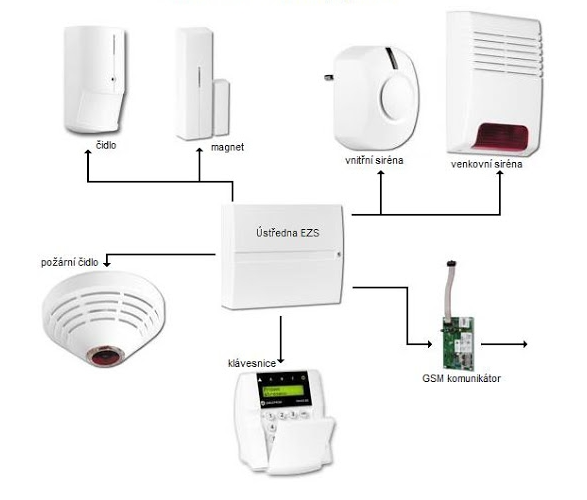 čidlo
magnet
vnitřní siréna
venkovní siréna
Ústředna EZS
požární čidlo
klávesnice
GSM komunikátor